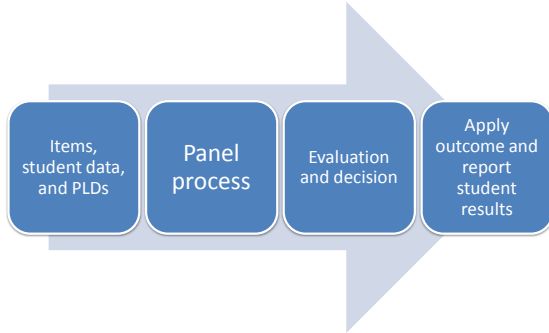 Items,
student data,
and PLDs
Panel
process
Evaluation
and decision
Apply
outcome and
report
student
results